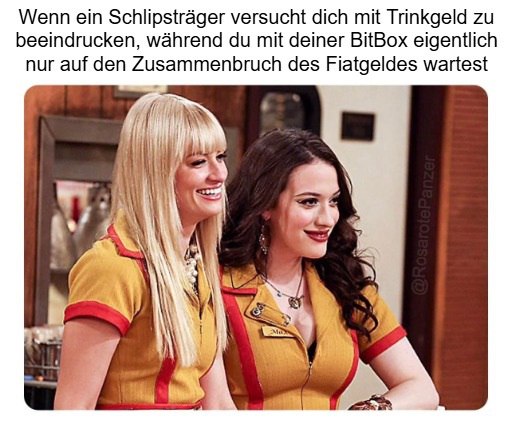 Wenn ein Schlipsträger versucht dich mit Trinkgeld zu
beeindrucken, während du mit deiner BitBox eigentlich
nur auf den Zusammenbruch des Fiatgeldes wartest
@RosarotePanzer
Max